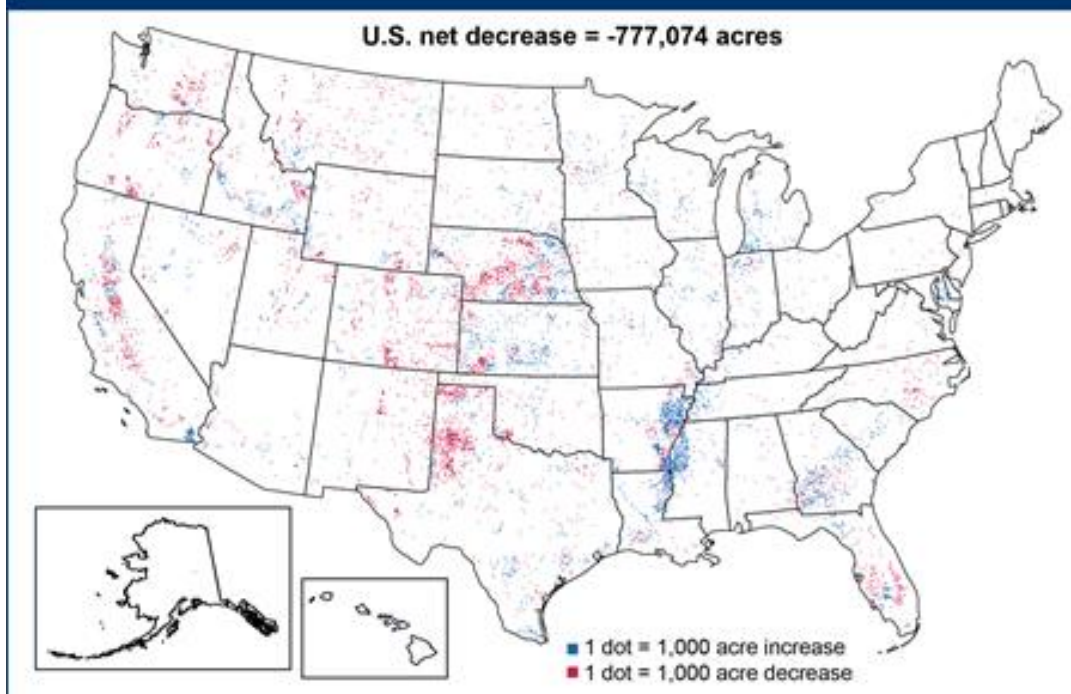 U.S. net decrease = -777,074 acres
1 dot = 1,000 acre increase
1 dot = 1,000 acre decrease